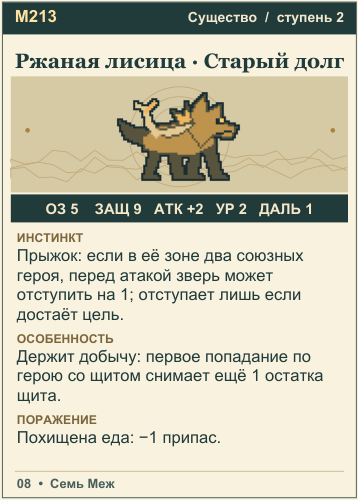 М213
Существо / ступень 2
Ржаная лисица · Старый долг
ОЗ 5 ЗАЩ 9 АТК +2 УР 2 ДАЛЬ 1
ИНСТИНКТ
Прыжок: если в её зоне два союзных
героя, перед атакой зверь может
отступить на 1; отступает лишь если
достаёт цель.
ОСОБЕННОСТЬ
Держит добычу: первое попадание по
герою со щитом снимает ещё 1 остатка
щита.
ПОРАЖЕНИЕ
Похищена еда: −1 припас.
08 • Семь Меж